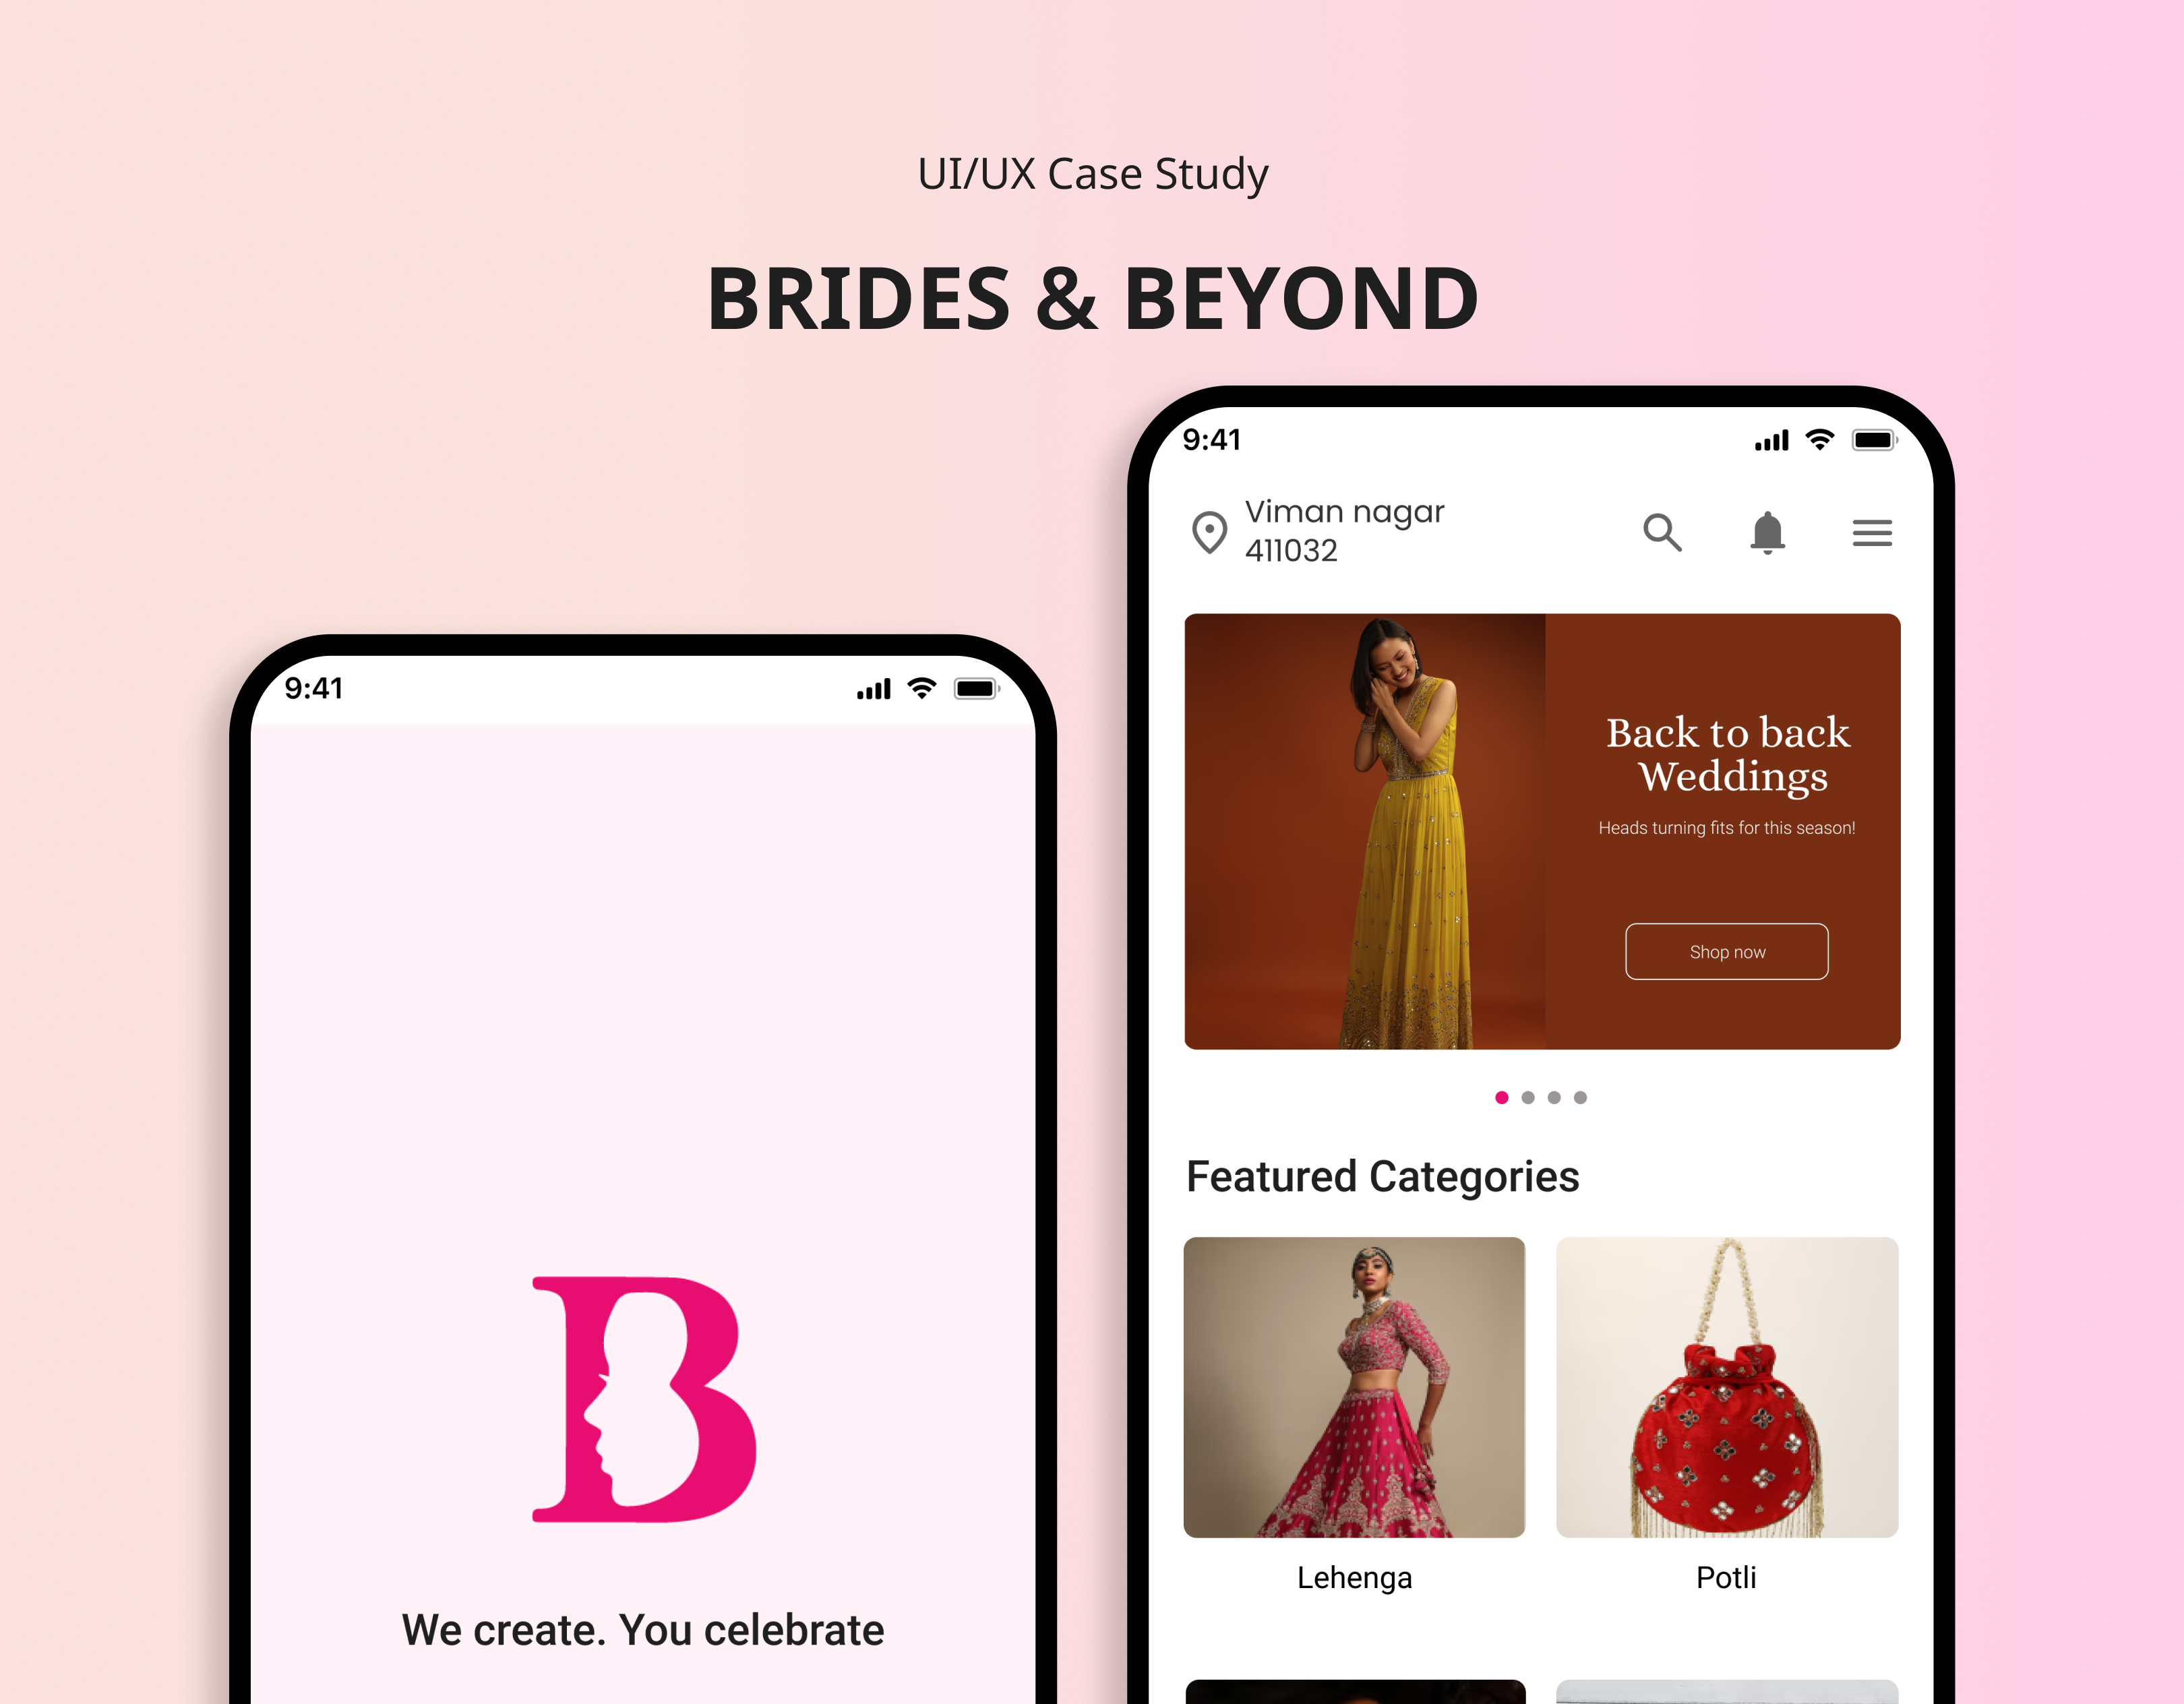 UI/UX Case Study
BRIDES & BEYOND
9:41
We create. You celebrate
9:41
Viman nagar
411032
Back to back
Weddings
Heads turning fits for this season!
Shop now
Featured Categories
Lehenga
Potli